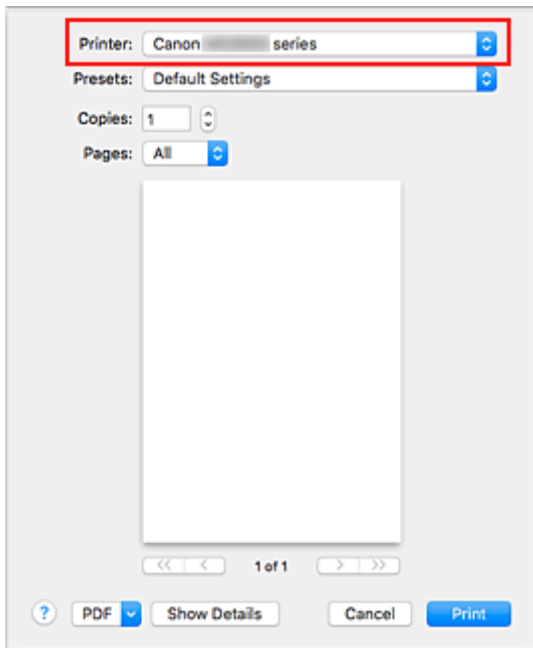 Printer: Canon series
Presets: Default Settings
Copies: 1
Pages: All
<< < 1 of 1 > >>
? PDF Show Details Cancel Print